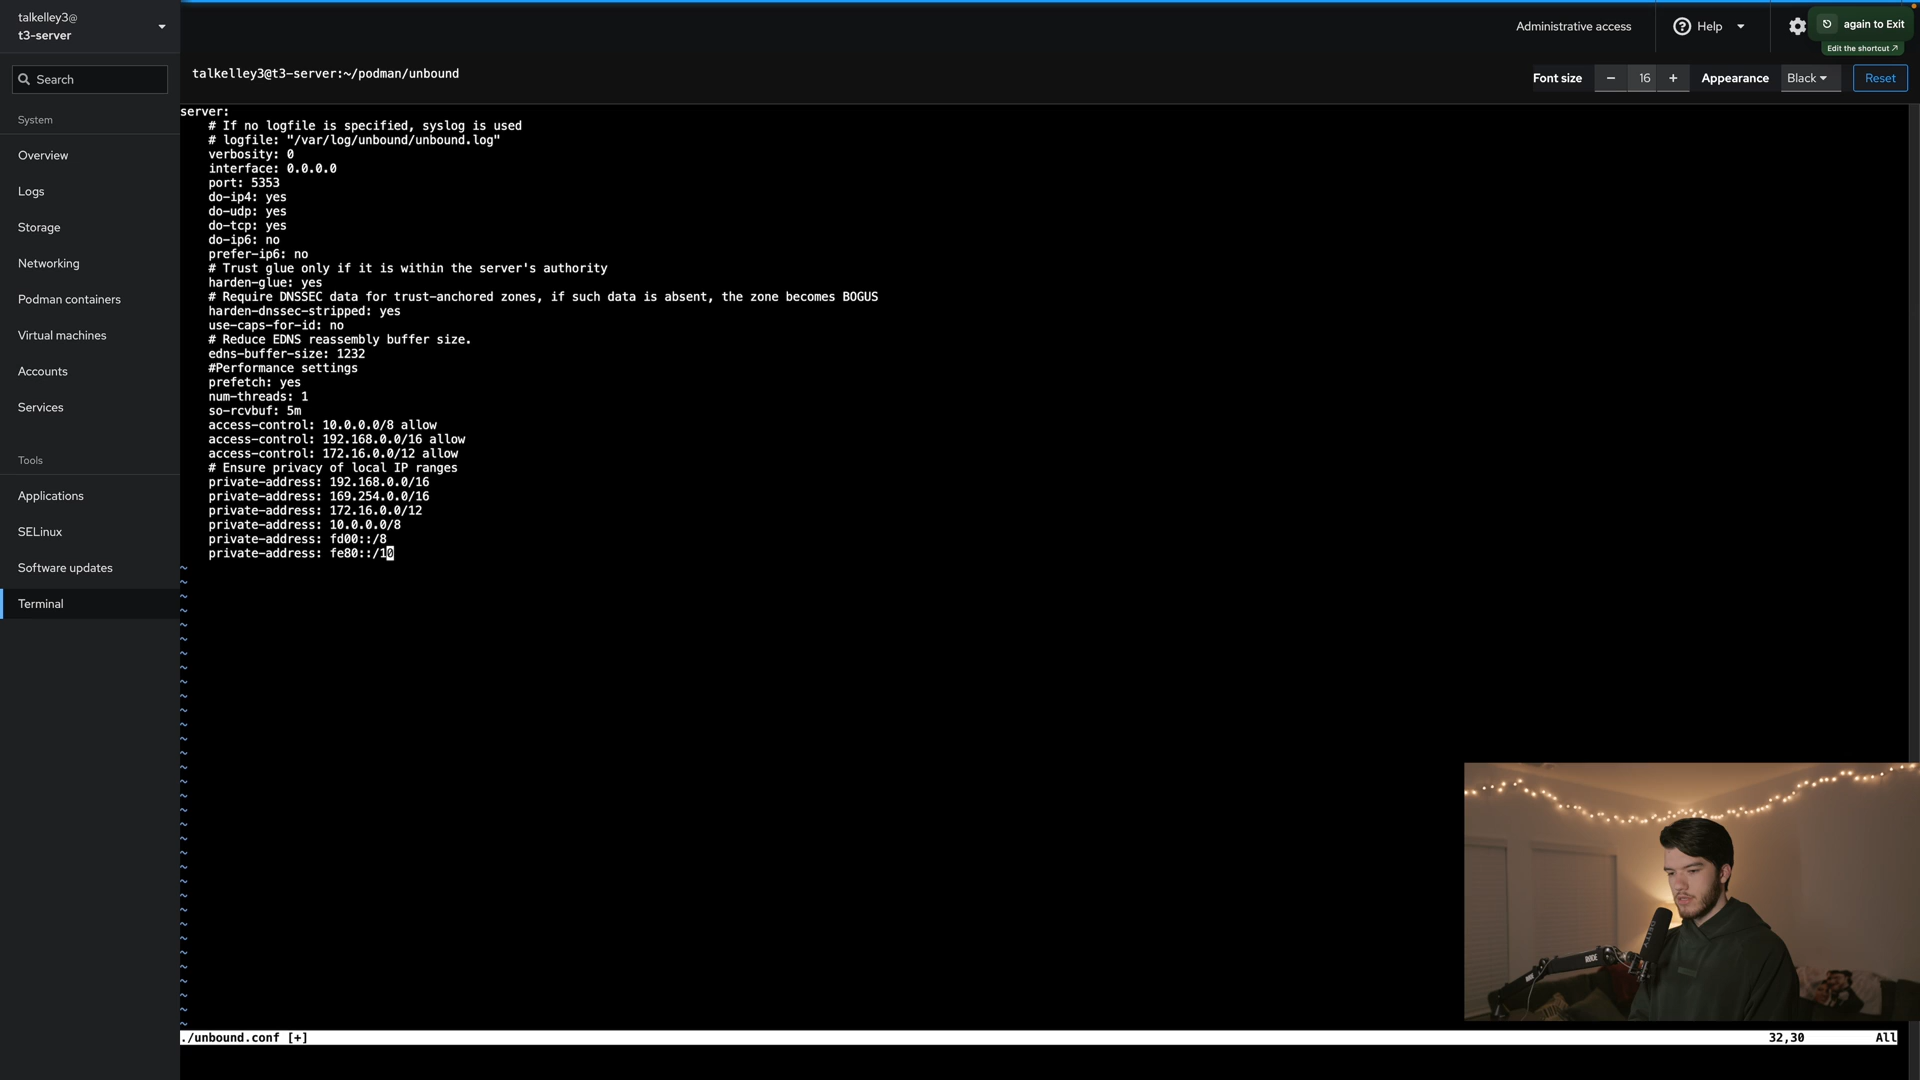 talkelley3@
t3-server
Search
System
Overview
Logs
Storage
Networking
Podman containers
Virtual machines
Accounts
Services
Tools
Applications
SELinux
Software updates
Terminal
Administrative access
Help
again to Exit
Edit the shortcut
talkelley3@t3-server:~/podman/unbound
Font size
16
Appearance
Black
Reset
server:
# If no logfile is specified, syslog is used
# logfile: "/var/log/unbound/unbound.log"
verbosity: 0
interface: 0.0.0.0
port: 5353
do-ip4: yes
do-udp: yes
do-tcp: yes
do-ip6: no
prefer-ip6: no
# Trust glue only if it is within the server's authority
harden-glue: yes
# Require DNSSEC data for trust-anchored zones, if such data is absent, the zone becomes BOGUS
harden-dnssec-stripped: yes
use-caps-for-id: no
# Reduce EDNS reassembly buffer size.
edns-buffer-size: 1232
#Performance settings
prefetch: yes
num-threads: 1
so-rcvbuf: 5m
access-control: 10.0.0.0/8 allow
access-control: 192.168.0.0/16 allow
access-control: 172.16.0.0/12 allow
# Ensure privacy of local IP ranges
private-address: 192.168.0.0/16
private-address: 169.254.0.0/16
private-address: 172.16.0.0/12
private-address: 10.0.0.0/8
private-address: fd00::/8
private-address: fe80::/10
RØDE
./unbound.conf [+]
32,30
All